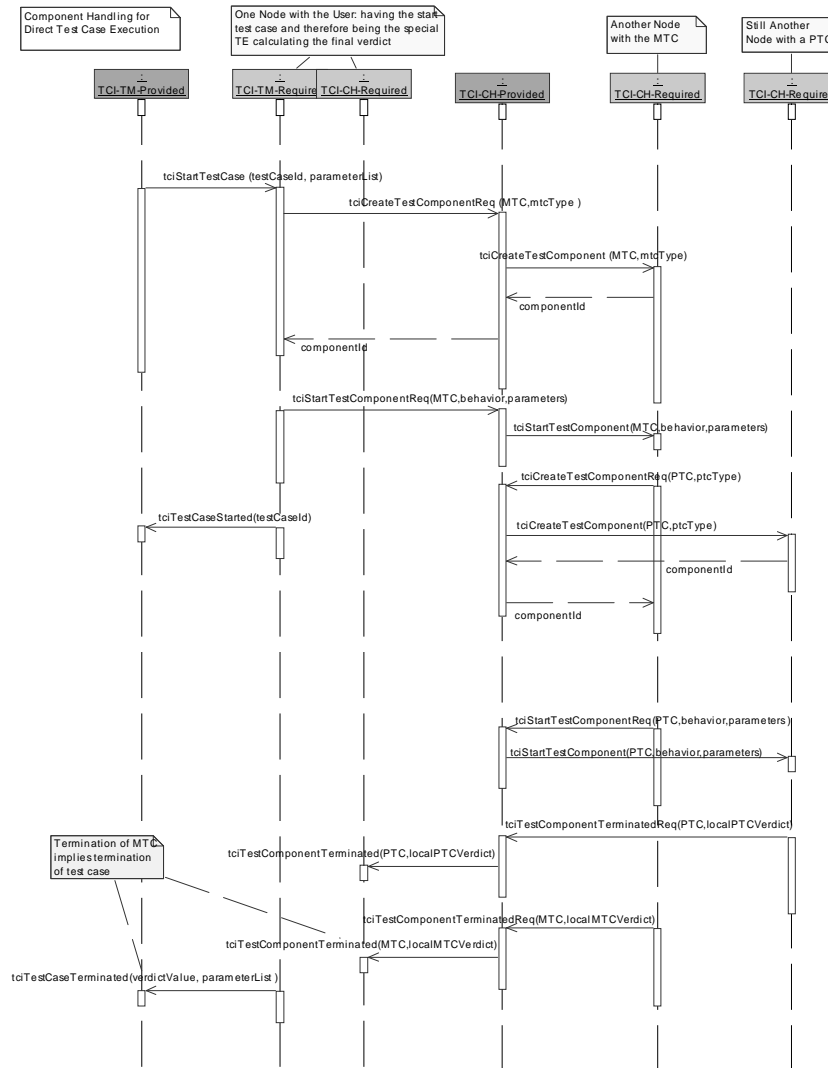 Component Handling for
Direct Test Case Execution
One Node with the User: having the start
test case and therefore being the special
TE calculating the final verdict
Another Node
with the MTC
Still Another
Node with a PTC
:
TCI-TM-Provided
:
TCI-TM-Require
:
TCI-CH-Required
:
TCI-CH-Provided
:
TCI-CH-Required
:
TCI-CH-Require
tciStartTestCase (testCaseId, parameterList)
tciCreateTestComponentReq (MTC,mtcType )
tciCreateTestComponent (MTC,mtcType)
componentId
componentId
tciStartTestComponentReq(MTC,behavior,parameters)
tciStartTestComponent(MTC,behavior,parameters)
tciCreateTestComponentReq(PTC,ptcType)
tciTestCaseStarted(testCaseId)
tciCreateTestComponent(PTC,ptcType)
componentId
componentId
tciStartTestComponentReq(PTC,behavior,parameters)
tciStartTestComponent(PTC,behavior,parameters)
tciTestComponentTerminatedReq(PTC,localPTCVerdict)
Termination of MTC
implies termination
of test case
tciTestComponentTerminated(PTC,localPTCVerdict)
tciTestComponentTerminatedReq(MTC,localMTCVerdict)
tciTestComponentTerminated(MTC,localMTCVerdict)
tciTestCaseTerminated(verdictValue, parameterList )